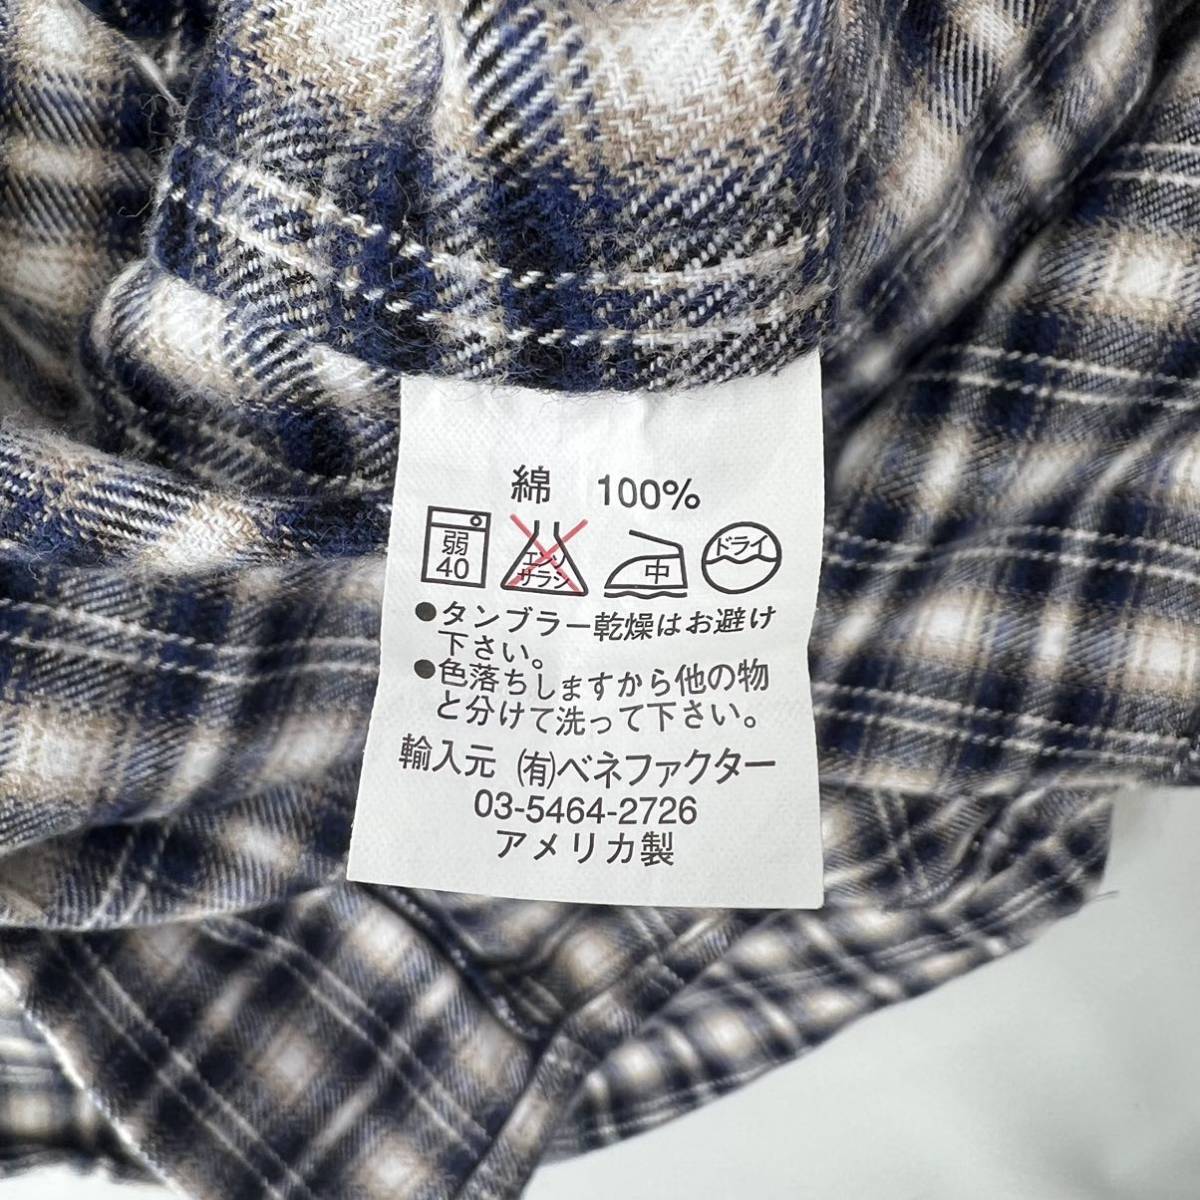 綿 100%
弱 エンソ 中 ドライ
40 サラシ
●タンブラー乾燥はお避け
下さい。
●色落ちしますから他の物
と分けて洗って下さい。
輸入元 (有)ベネファクター
03-5464-2726
アメリカ製